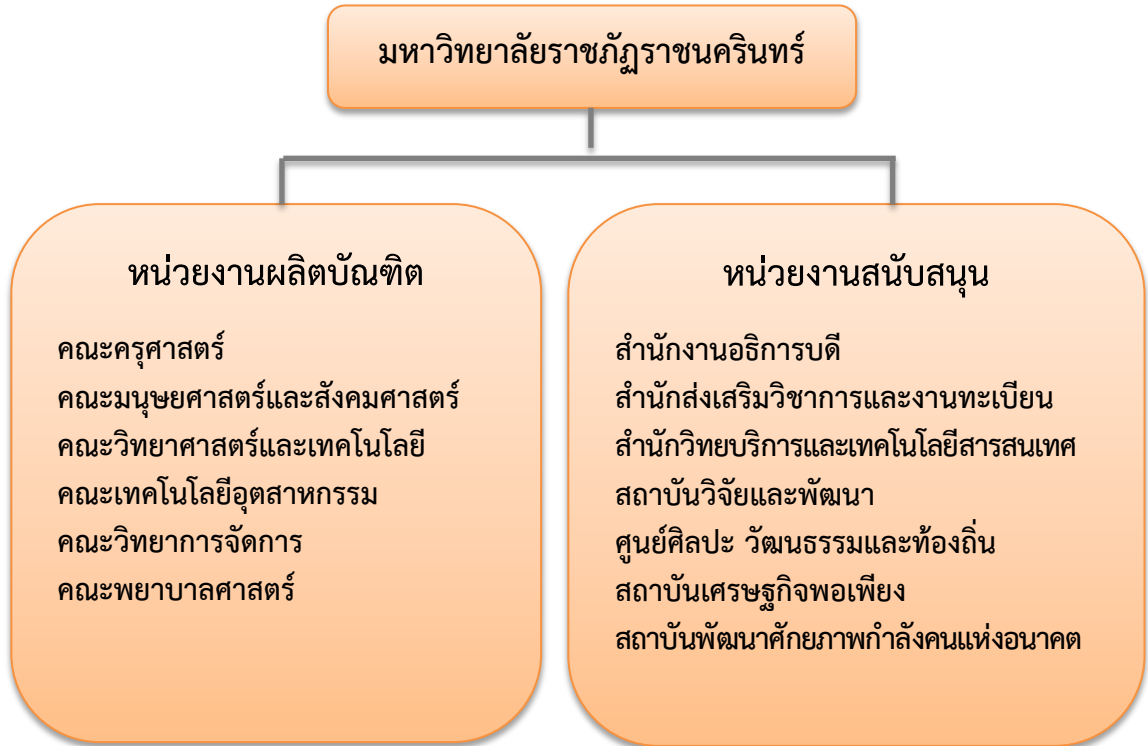 มหาวิทยาลัยราชภัฏราชนครินทร์
หน่วยงานผลิตบัณฑิต
คณะครุศาสตร์
คณะมนุษยศาสตร์และสังคมศาสตร์
คณะวิทยาศาสตร์และเทคโนโลยี
คณะเทคโนโลยีอุตสาหกรรม
คณะวิทยาการจัดการ
คณะพยาบาลศาสตร์
หน่วยงานสนับสนุน
สำนักงานอธิการบดี
สำนักส่งเสริมวิชาการและงานทะเบียน
สำนักวิทยบริการและเทคโนโลยีสารสนเทศ
สถาบันวิจัยและพัฒนา
ศูนย์ศิลปะ วัฒนธรรมและท้องถิ่น
สถาบันเศรษฐกิจพอเพียง
สถาบันพัฒนาศักยภาพกำลังคนแห่งอนาคต